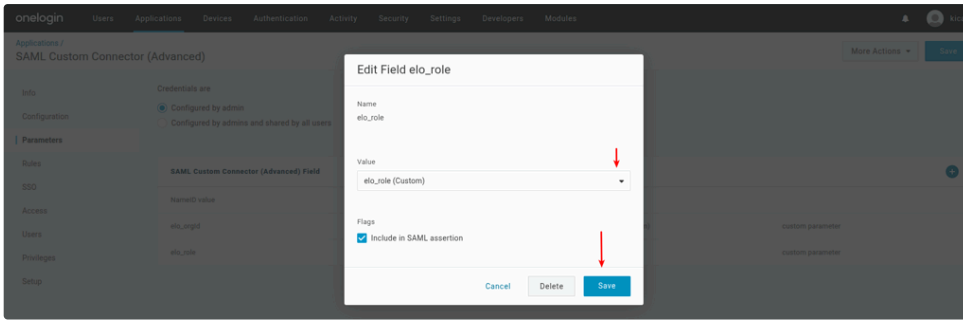 onelogin Users Applications Devices Authentication Activity Security Settings Developers Modules
Applications /
SAML Custom Connector (Advanced)
More Actions Save
Edit Field elo_role
Name
elo_role
Value
elo_role (Custom)
Flags
Include in SAML assertion
Cancel Delete Save
Info
Configuration
Parameters
Rules
SSO
Access
Users
Privileges
Setup
Credentials are
Configured by admin
Configured by admins and shared by all users
SAML Custom Connector (Advanced) Field
NameID value
custom parameter
elo_role custom parameter